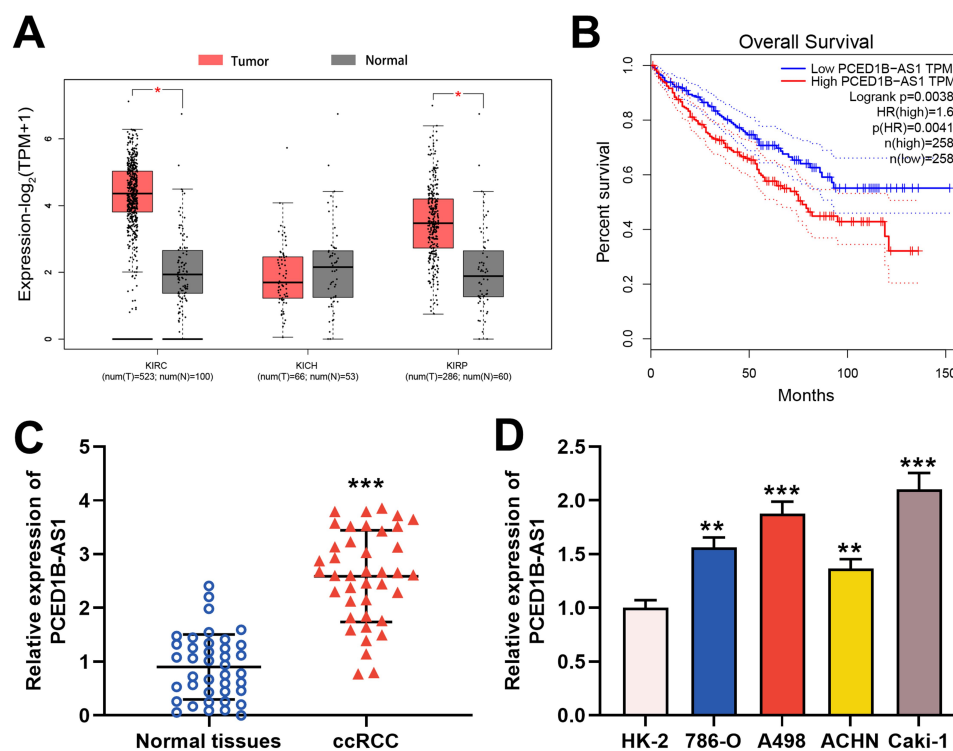 A
Tumor
Normal
Expression-log₂(TPM+1)
6
4
2
0
*
*
KIRC
(num(T)=523; num(N)=100)
KICH
(num(T)=66; num(N)=53)
KIRP
(num(T)=286; num(N)=60)
B
Overall Survival
Low PCED1B−AS1 TPM
High PCED1B−AS1 TPM
Logrank p=0.0038
HR(high)=1.6
p(HR)=0.0041
n(high)=258
n(low)=258
Percent survival
1.0
0.8
0.6
0.4
0.2
0.0
0
50
100
150
Months
C
Relative expression of
PCED1B-AS1
5
4
3
2
1
0
***
Normal tissues
ccRCC
D
Relative expression of
PCED1B-AS1
2.5
2.0
1.5
1.0
0.5
0.0
**
***
**
***
HK-2
786-O
A498
ACHN
Caki-1